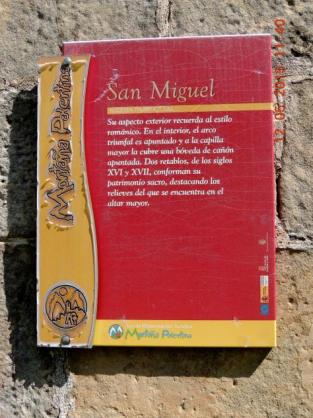 San Miguel
Su aspecto exterior recuerda al estilo
románico. En el interior, el arco
triunfal es apuntado y a la capilla
mayor la cubre una bóveda de cañón
apuntada. Dos retablos, de los siglos
XVI y XVII, conforman su
patrimonio sacro, destacando los
relieves del que se encuentra en el
altar mayor.
Montaña Palentina
Montaña Palentina